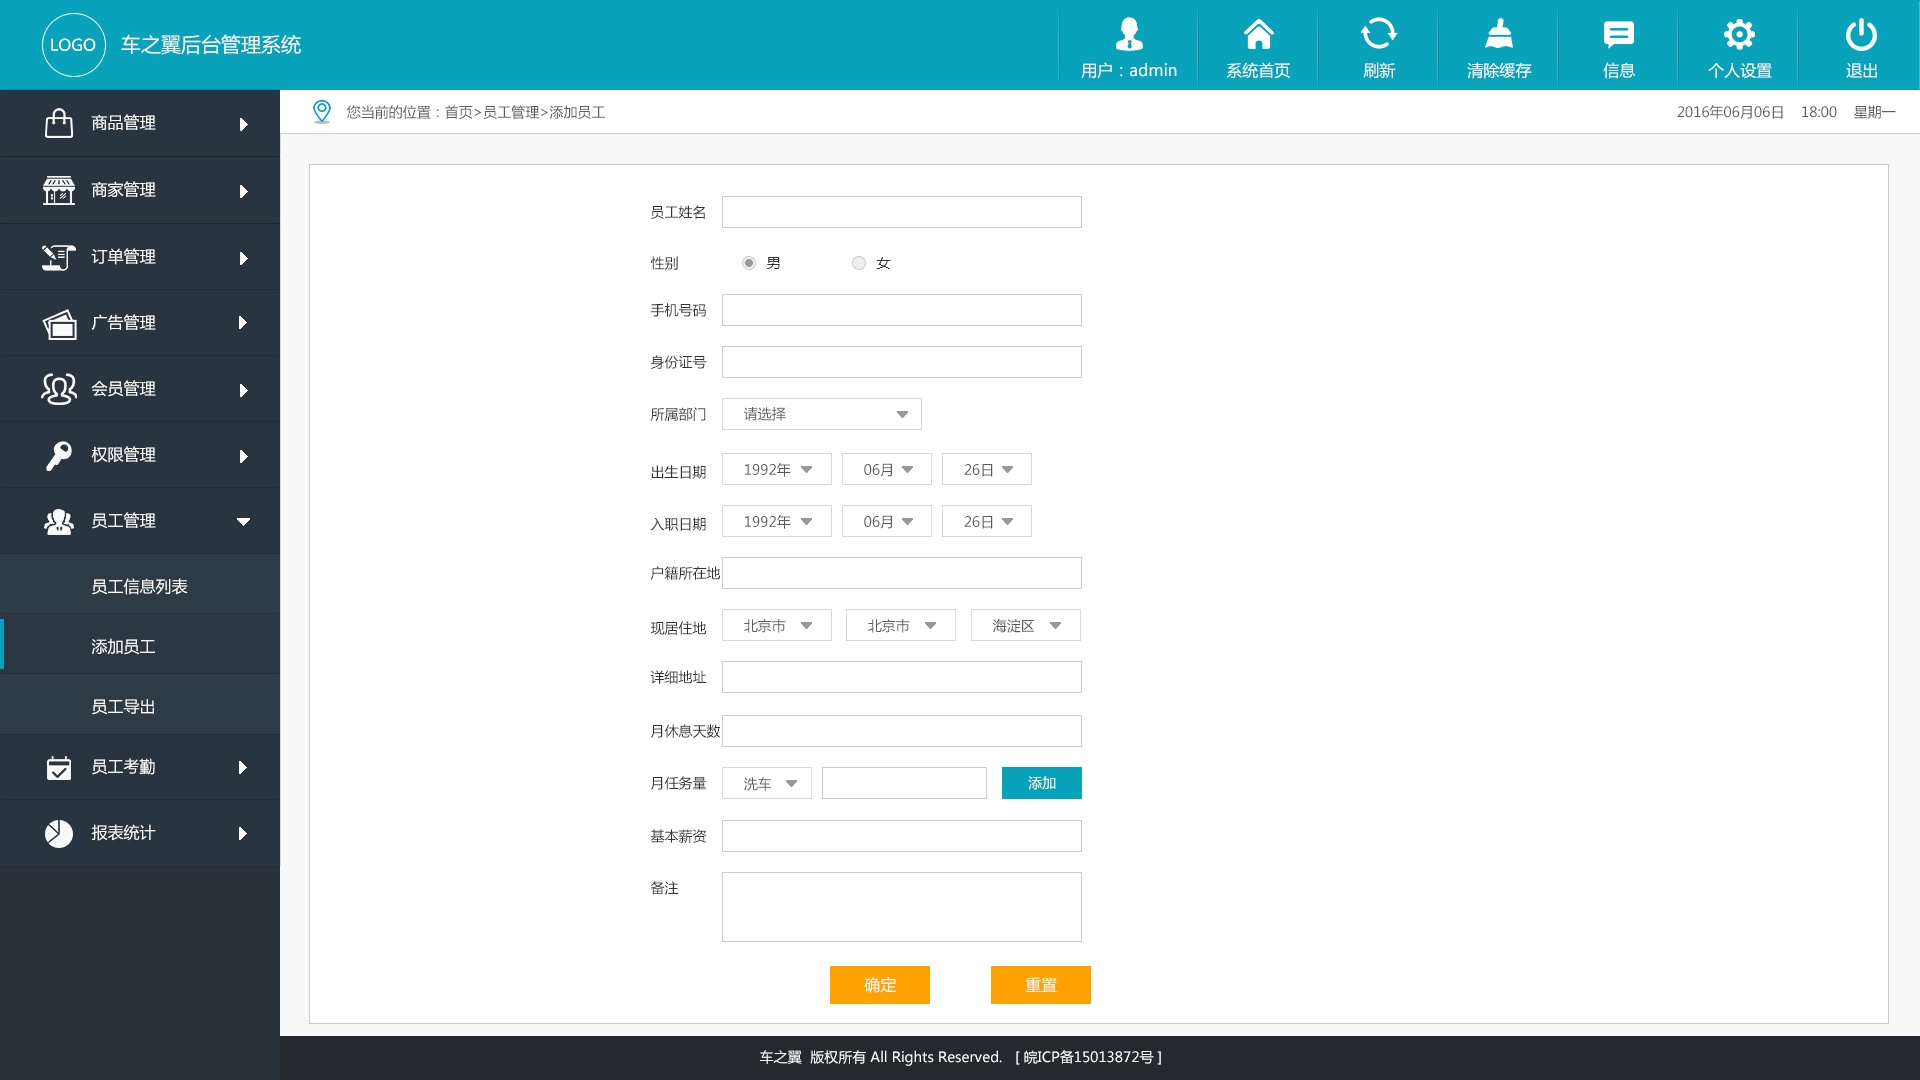 LOGO 车之翼后台管理系统
用户：admin 系统首页 刷新 清除缓存 信息 个人设置 退出
您当前的位置：首页>员工管理>添加员工 2016年06月06日 18:00 星期一
商品管理
商家管理
订单管理
广告管理
会员管理
权限管理
员工管理
员工信息列表
添加员工
员工导出
员工考勤
报表统计
员工姓名
性别 男 女
手机号码
身份证号
所属部门 请选择
出生日期 1992年 06月 26日
入职日期 1992年 06月 26日
户籍所在地
现居住地 北京市 北京市 海淀区
详细地址
月休息天数
月任务量 洗车 添加
基本薪资
备注
确定 重置
车之翼 版权所有 All Rights Reserved. [ 皖ICP备15013872号 ]